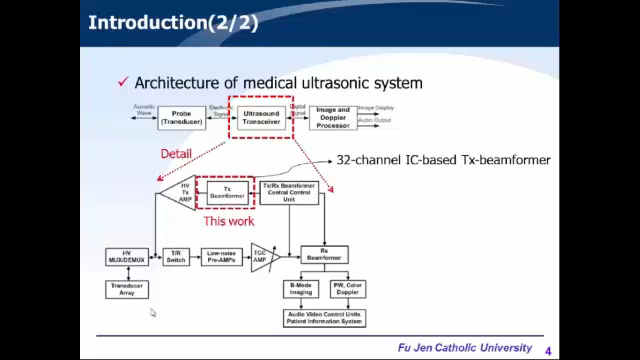 Introduction(2/2)
✓ Architecture of medical ultrasonic system
Acoustic
Wave
Probe
(Transducer)
Electronic
Signal
Ultrasound
Transceiver
Digital
Signal
Image and
Doppler
Processor
Image Display
Audio Output
Detail
32-channel IC-based Tx-beamformer
HV
Tx
AMP
Tx
Beamformer
Tx/Rx Beamformer
Central Control
Unit
This work
HV
MUX/DEMUX
T/R
Switch
Low-noise
Pre-AMPs
TGC
AMP
Rx
Beamformer
Transducer
Array
B-Mode
Imaging
PW, Color
Doppler
Audio Video Control Units
Patient Information System
Fu Jen Catholic University
4